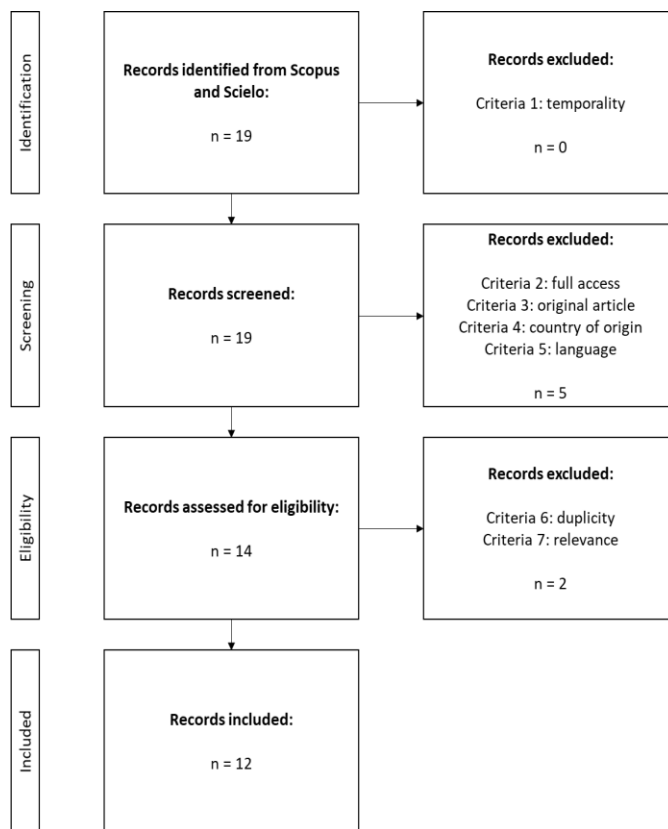 Identification
Records identified from Scopus
and Scielo:
n = 19
Records excluded:
Criteria 1: temporality
n = 0
Screening
Records screened:
n = 19
Records excluded:
Criteria 2: full access
Criteria 3: original article
Criteria 4: country of origin
Criteria 5: language
n = 5
Eligibility
Records assessed for eligibility:
n = 14
Records excluded:
Criteria 6: duplicity
Criteria 7: relevance
n = 2
Included
Records included:
n = 12